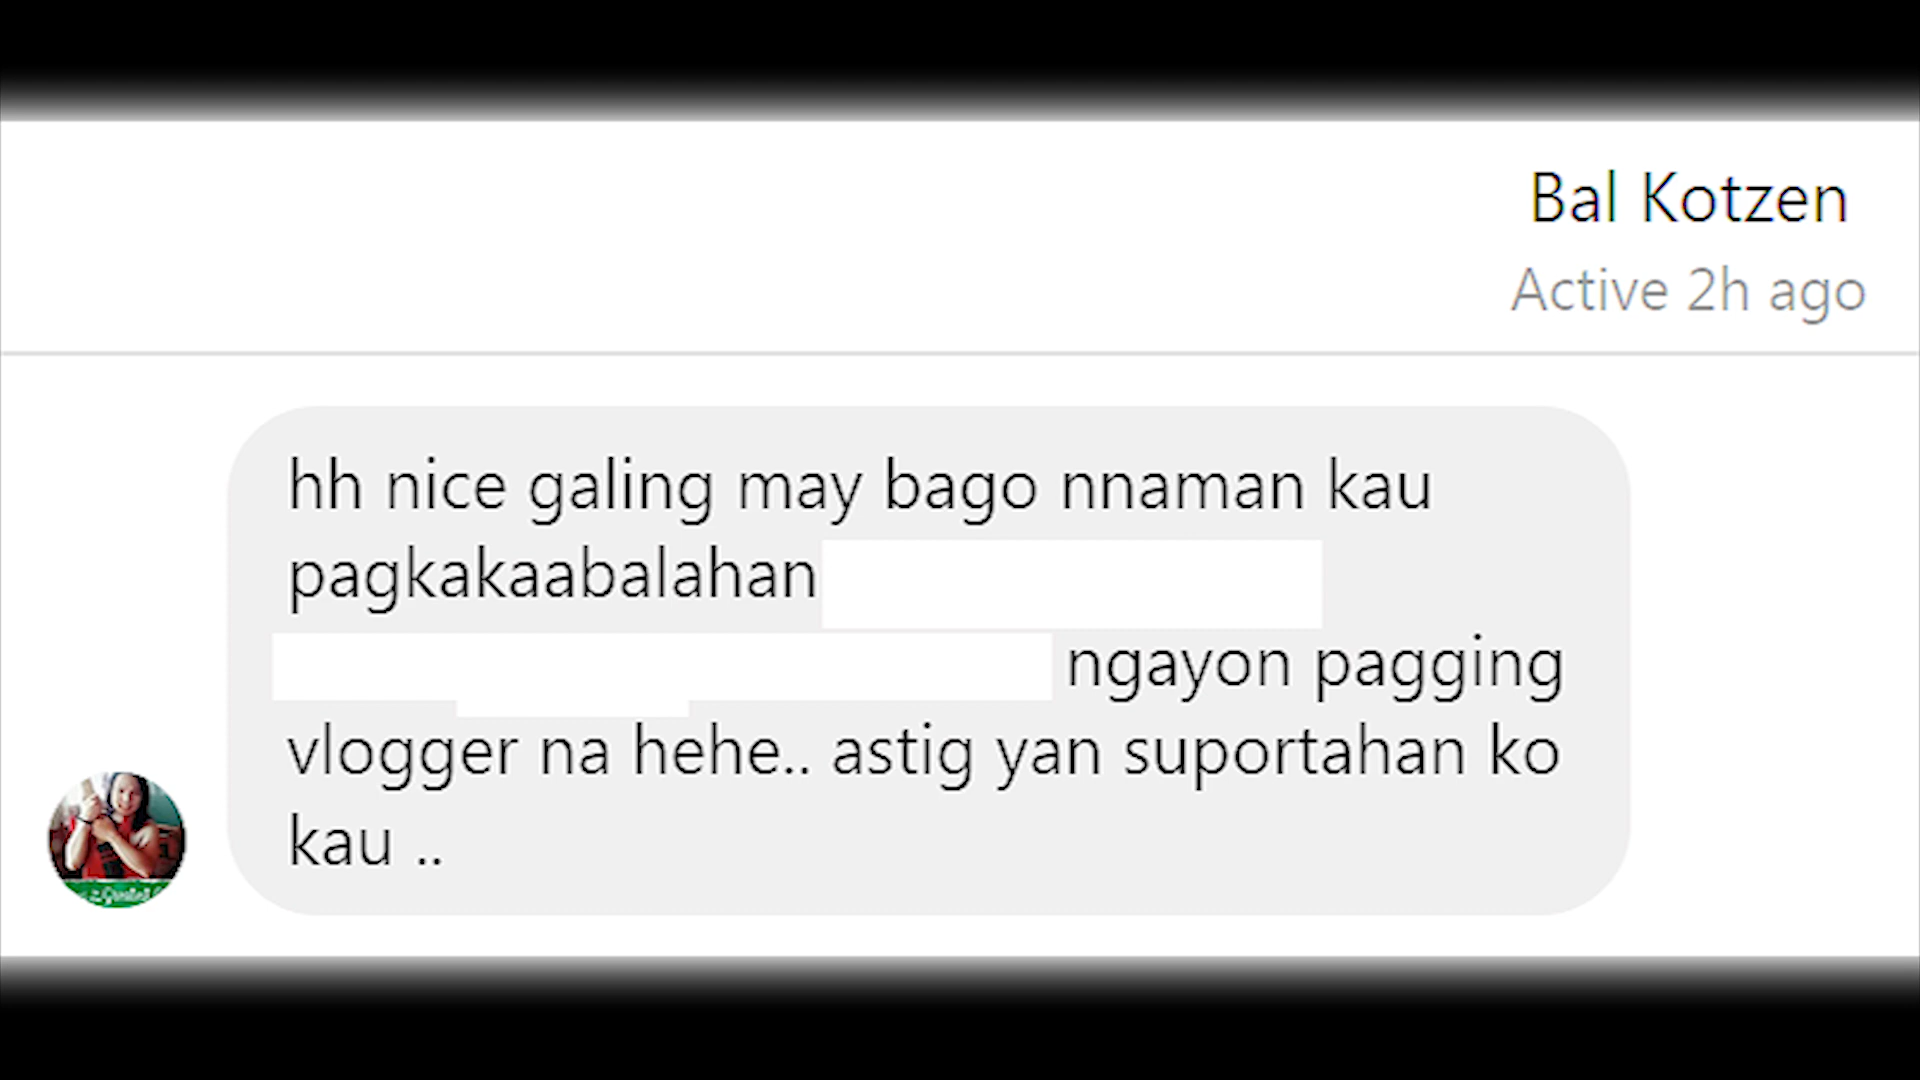 Bal Kotzen
Active 2h ago
hh nice galing may bago nnaman kau
pagkakaabalahan
ngayon pagging
vlogger na hehe.. astig yan suportahan ko
kau ..